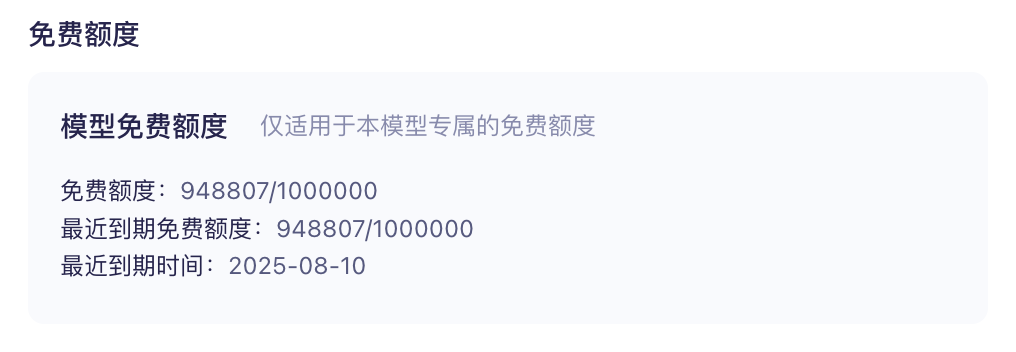 免费额度
模型免费额度 仅适用于本模型专属的免费额度
免费额度：948807/1000000
最近到期免费额度：948807/1000000
最近到期时间：2025-08-10